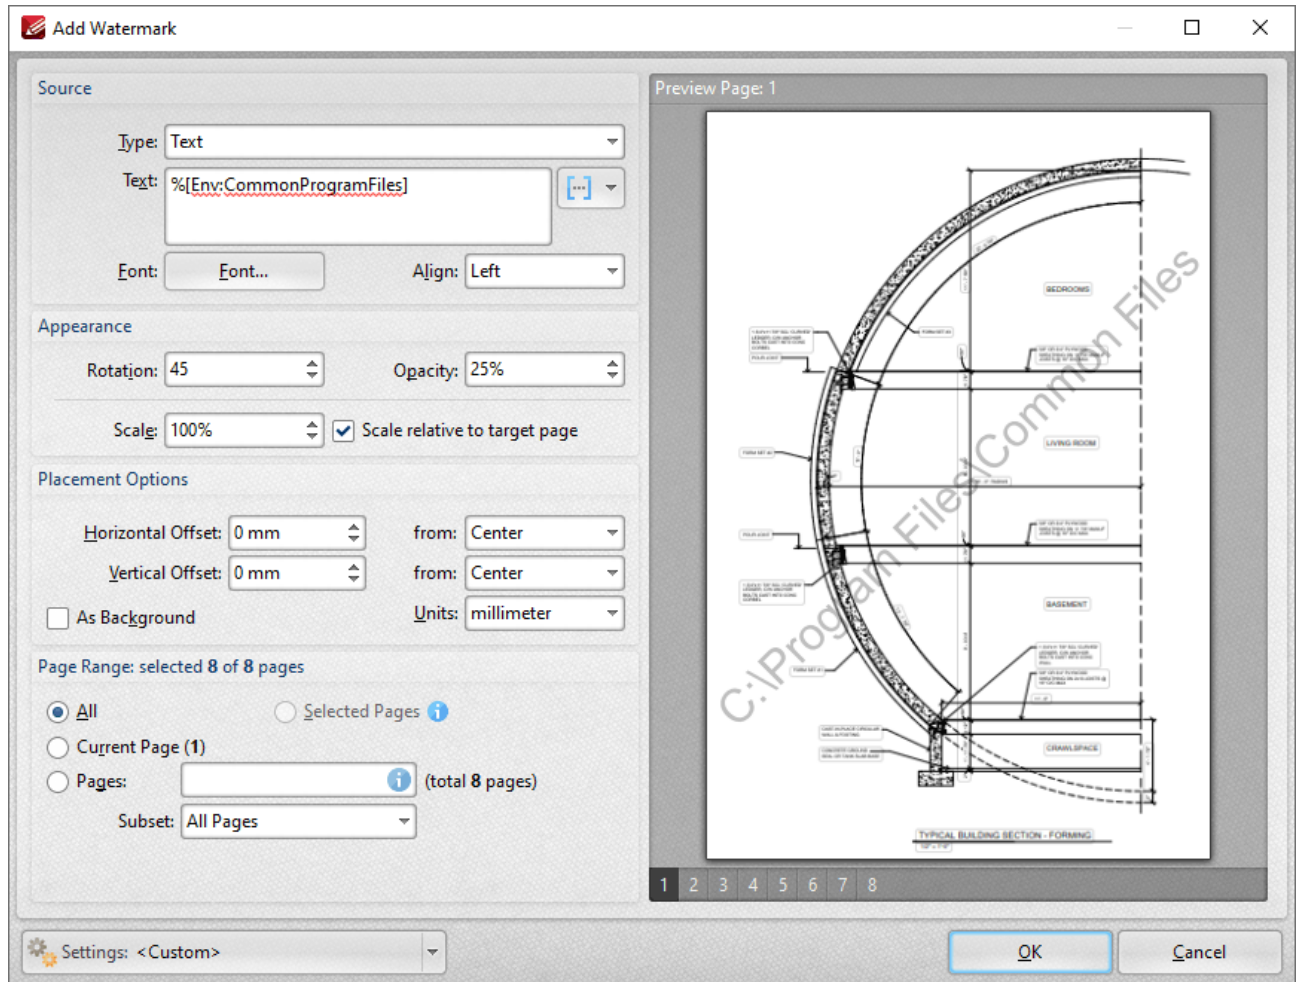 Add Watermark
Source
Type: Text
Text: %[Env:CommonProgramFiles]
Font: Font... Align: Left
Appearance
Rotation: 45 Opacity: 25%
Scale: 100% Scale relative to target page
Placement Options
Horizontal Offset: 0 mm from: Center
Vertical Offset: 0 mm from: Center
As Background Units: millimeter
Page Range: selected 8 of 8 pages
All Selected Pages
Current Page (1)
Pages: (total 8 pages)
Subset: All Pages
Preview Page: 1
BEDROOMS
LIVING ROOM
BASEMENT
CRAWLSPACE
C:\Program Files\Common Files
TYPICAL BUILDING SECTION - FORMING
1 2 3 4 5 6 7 8
Settings: <Custom>
OK Cancel